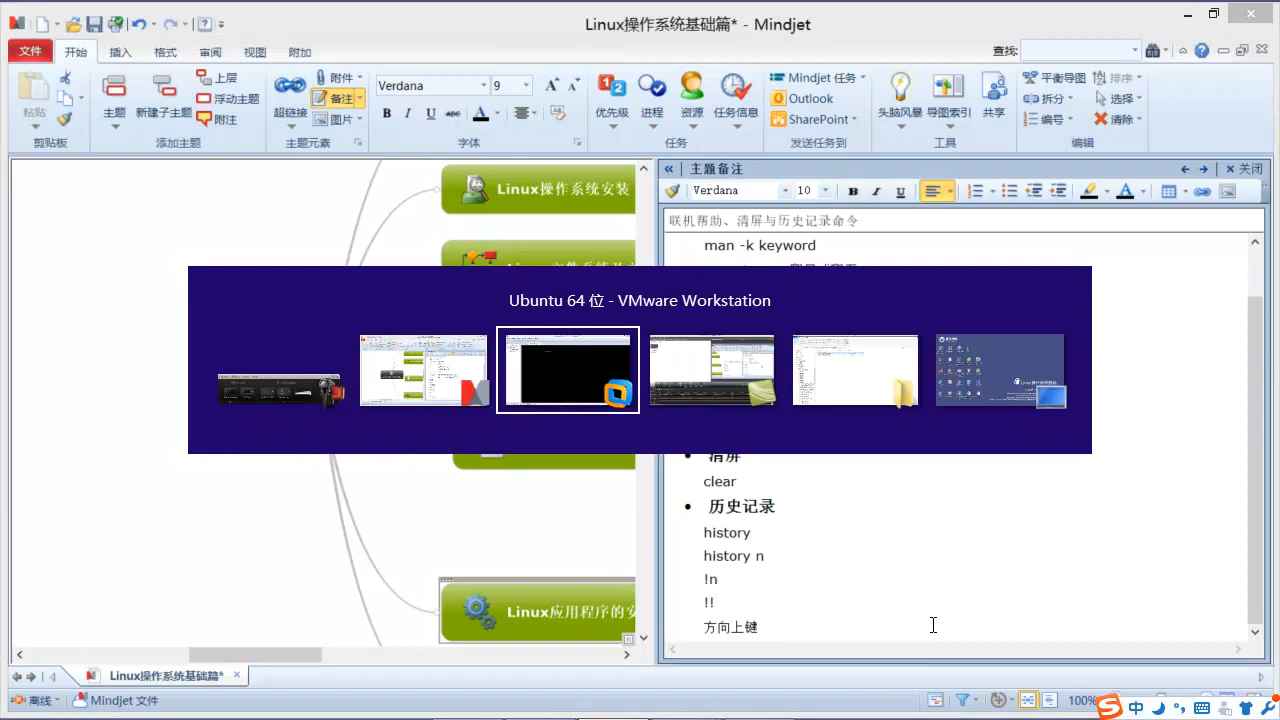 Linux操作系统基础篇* - Mindjet
文件 开始 插入 格式 审阅 视图 附加 查找:
粘贴 主题 新建子主题 上层 浮动主题 附注 超链接 附件 备注 图片 Verdana 9 优先级 进程 资源 任务信息 Mindjet 任务 Outlook SharePoint 头脑风暴 导图索引 共享 平衡导图 排序 拆分 选择 编号 清除
B I U abc A
剪贴板 添加主题 主题元素 字体 任务 发送任务到 工具 编辑
主题备注 关闭
Verdana 10 B I U A
联机帮助、清屏与历史记录命令
Linux操作系统安装
man -k keyword
Ubuntu 64 位 - VMware Workstation
清屏
clear
历史记录
history
history n
!n
!!
方向上键
Linux应用程序的安
Linux操作系统基础篇*
离线 Mindjet 文件 100%
中